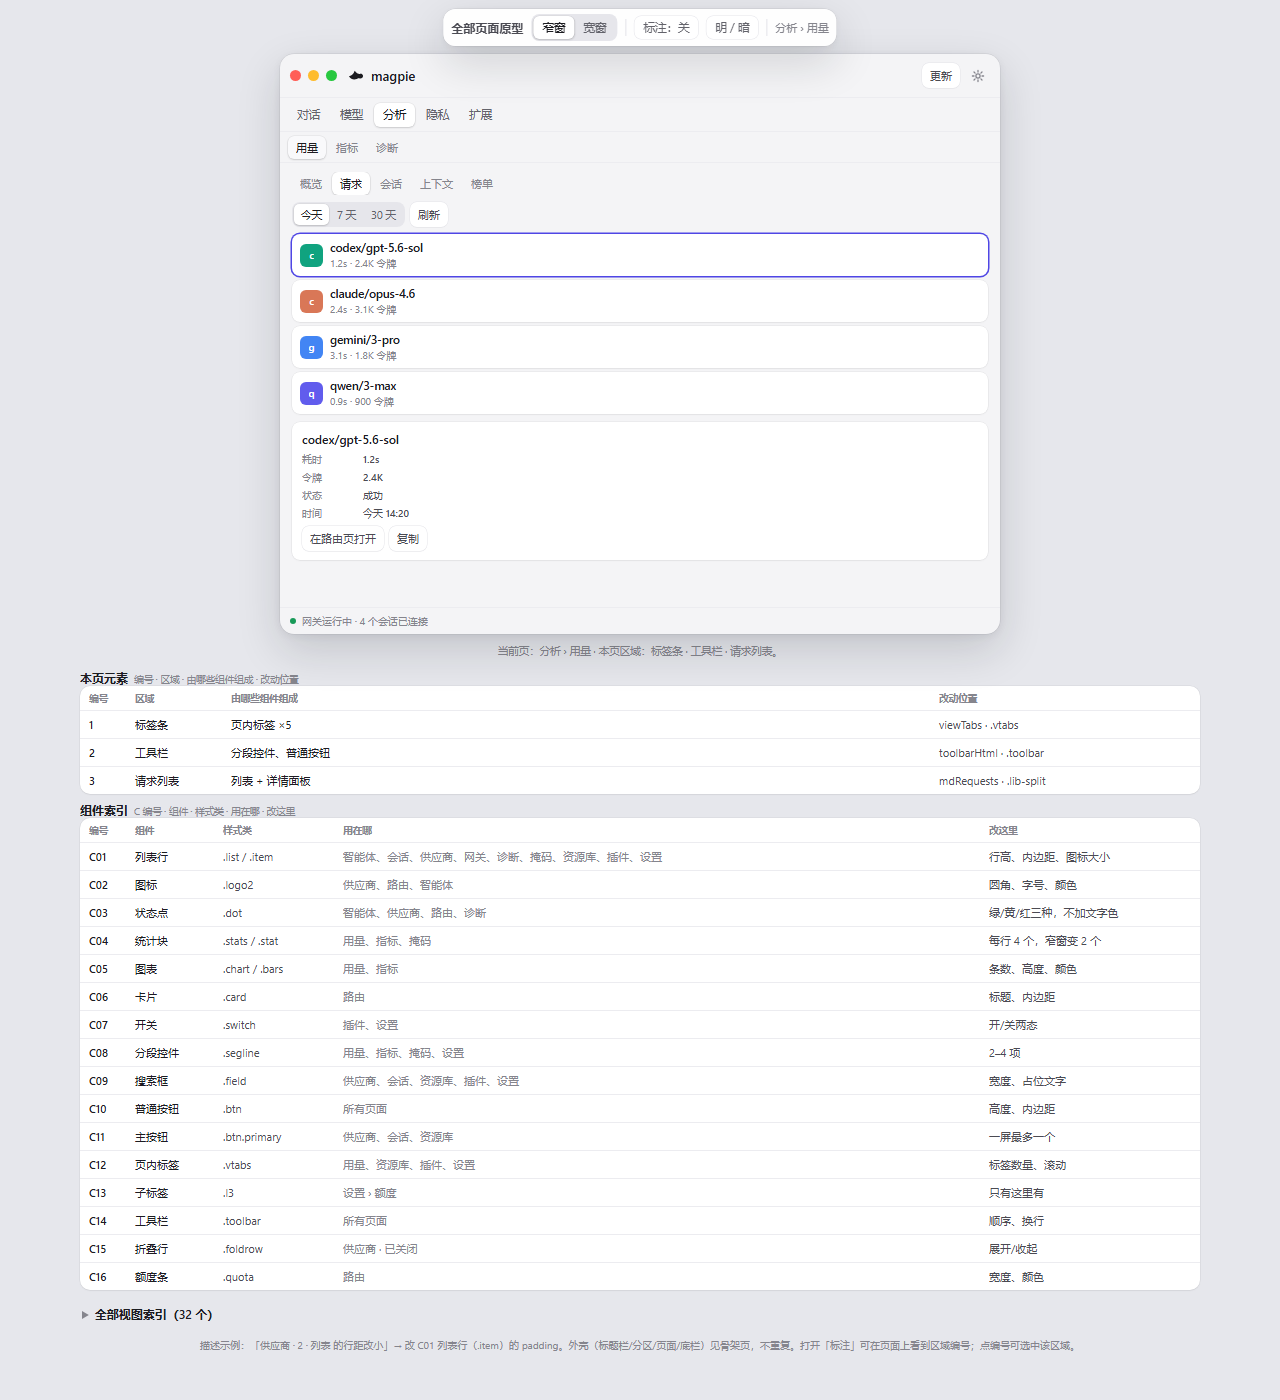 全部页面原型 窄窗 宽窗 标注：关 明 / 暗 分析 › 用量
magpie 更新
对话 模型 分析 隐私 扩展
用量 指标 诊断
概览 请求 会话 上下文 榜单
今天 7 天 30 天 刷新
c codex/gpt-5.6-sol
1.2s · 2.4K 令牌
c claude/opus-4.6
2.4s · 3.1K 令牌
g gemini/3-pro
3.1s · 1.8K 令牌
q qwen/3-max
0.9s · 900 令牌
codex/gpt-5.6-sol
耗时 1.2s
令牌 2.4K
状态 成功
时间 今天 14:20
在路由页打开 复制
网关运行中 · 4 个会话已连接
当前页：分析 › 用量 · 本页区域：标签条 · 工具栏 · 请求列表。
本页元素 编号 · 区域 · 由哪些组件组成 · 改动位置
编号 区域 由哪些组件组成 改动位置
1 标签条 页内标签 ×5 viewTabs · .vtabs
2 工具栏 分段控件、普通按钮 toolbarHtml · .toolbar
3 请求列表 列表 + 详情面板 mdRequests · .lib-split
组件索引 C 编号 · 组件 · 样式类 · 用在哪 · 改这里
编号 组件 样式类 用在哪 改这里
C01 列表行 .list / .item 智能体、会话、供应商、网关、诊断、掩码、资源库、插件、设置 行高、内边距、图标大小
C02 图标 .logo2 供应商、路由、智能体 圆角、字号、颜色
C03 状态点 .dot 智能体、供应商、路由、诊断 绿/黄/红三种，不加文字色
C04 统计块 .stats / .stat 用量、指标、掩码 每行 4 个，窄窗变 2 个
C05 图表 .chart / .bars 用量、指标 条数、高度、颜色
C06 卡片 .card 路由 标题、内边距
C07 开关 .switch 插件、设置 开/关两态
C08 分段控件 .segline 用量、指标、掩码、设置 2–4 项
C09 搜索框 .field 供应商、会话、资源库、插件、设置 宽度、占位文字
C10 普通按钮 .btn 所有页面 高度、内边距
C11 主按钮 .btn.primary 供应商、会话、资源库 一屏最多一个
C12 页内标签 .vtabs 用量、资源库、插件、设置 标签数量、滚动
C13 子标签 .l3 设置 › 额度 只有这里有
C14 工具栏 .toolbar 所有页面 顺序、换行
C15 折叠行 .foldrow 供应商 · 已关闭 展开/收起
C16 额度条 .quota 路由 宽度、颜色
全部视图索引（32 个）
描述示例：「供应商 · 2 · 列表 的行距改小」→ 改 C01 列表行（.item）的 padding。外壳（标题栏/分区/页面/底栏）见骨架页，不重复。打开「标注」可在页面上看到区域编号；点编号可选中该区域。